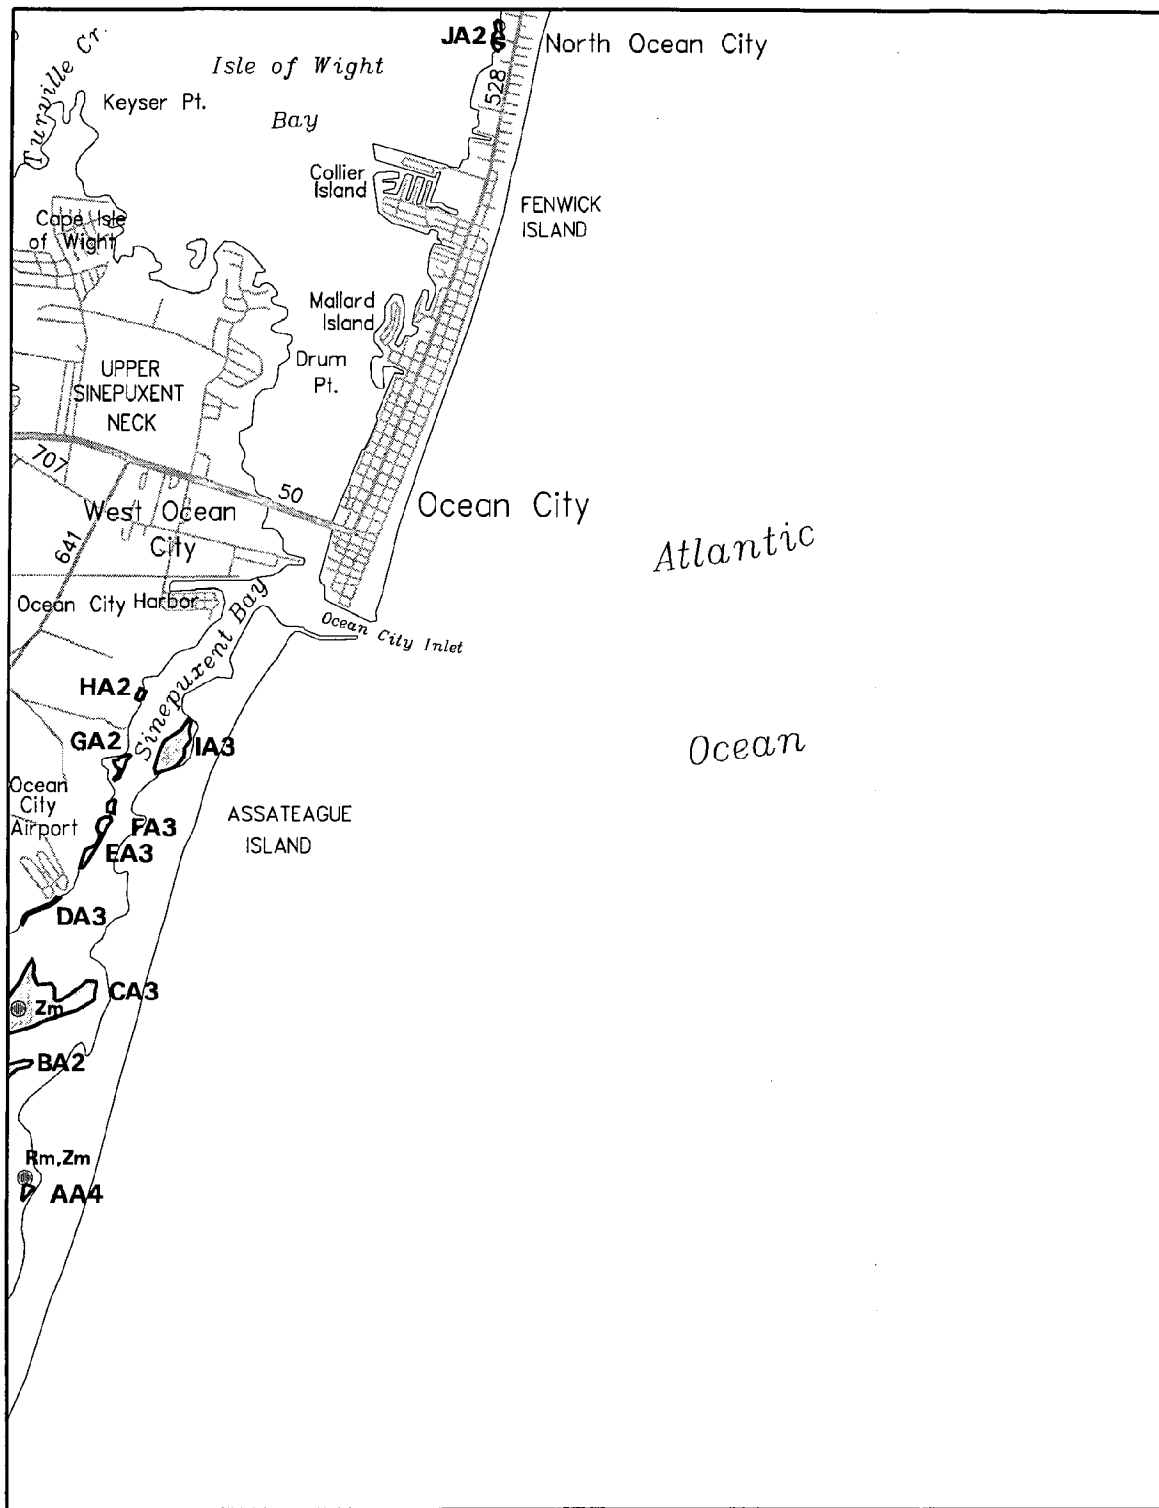 JA2
North Ocean City
Turville Cr.
Isle of Wight
Bay
Keyser Pt.
528
Collier
Island
FENWICK
ISLAND
Cape Isle
of Wight
Mallard
Island
Drum
Pt.
UPPER
SINEPUXENT
NECK
707
50
West Ocean
City
Ocean City
641
Atlantic
Ocean City Harbor
Sinepuxent Bay
Ocean City Inlet
HA2
GA2
IA3
Ocean
Ocean
City
Airport
FA3
EA3
ASSATEAGUE
ISLAND
DA3
CA3
Zm
BA2
Rm,Zm
AA4